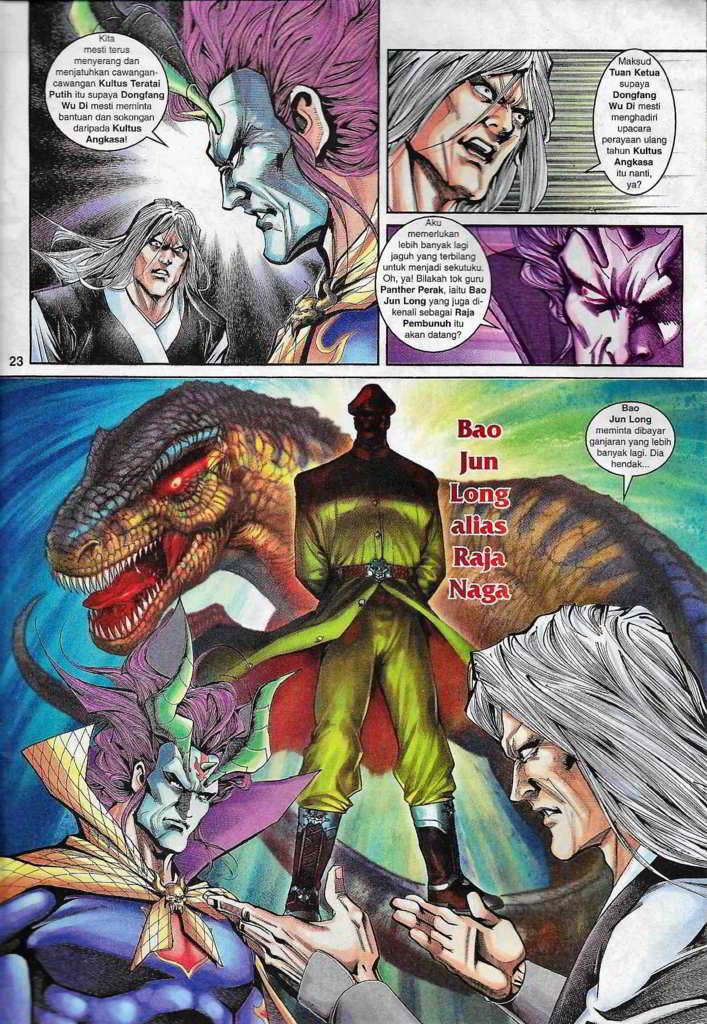 Kita
mesti terus
menyerang dan
menjatuhkan cawangan-
cawangan Kultus Teratai
Putih itu supaya Dongfang
Wu Di mesti meminta
bantuan dan sokongan
daripada Kultus
Angkasa!
Maksud
Tuan Ketua
supaya
Dongfang
Wu Di mesti
menghadiri
upacara
perayaan ulang
tahun Kultus
Angkasa
itu nanti,
ya?
Aku
memerlukan
lebih banyak lagi
jaguh yang terbilang
untuk menjadi sekutuku.
Oh, ya! Bilakah tok guru
Panther Perak, iaitu Bao
Jun Long yang juga di-
kenali sebagai Raja
Pembunuh itu
akan datang?
23
Bao
Jun Long
meminta dibayar
ganjaran yang lebih
banyak lagi. Dia
hendak...
Bao
Jun
Long
alias
Raja
Naga